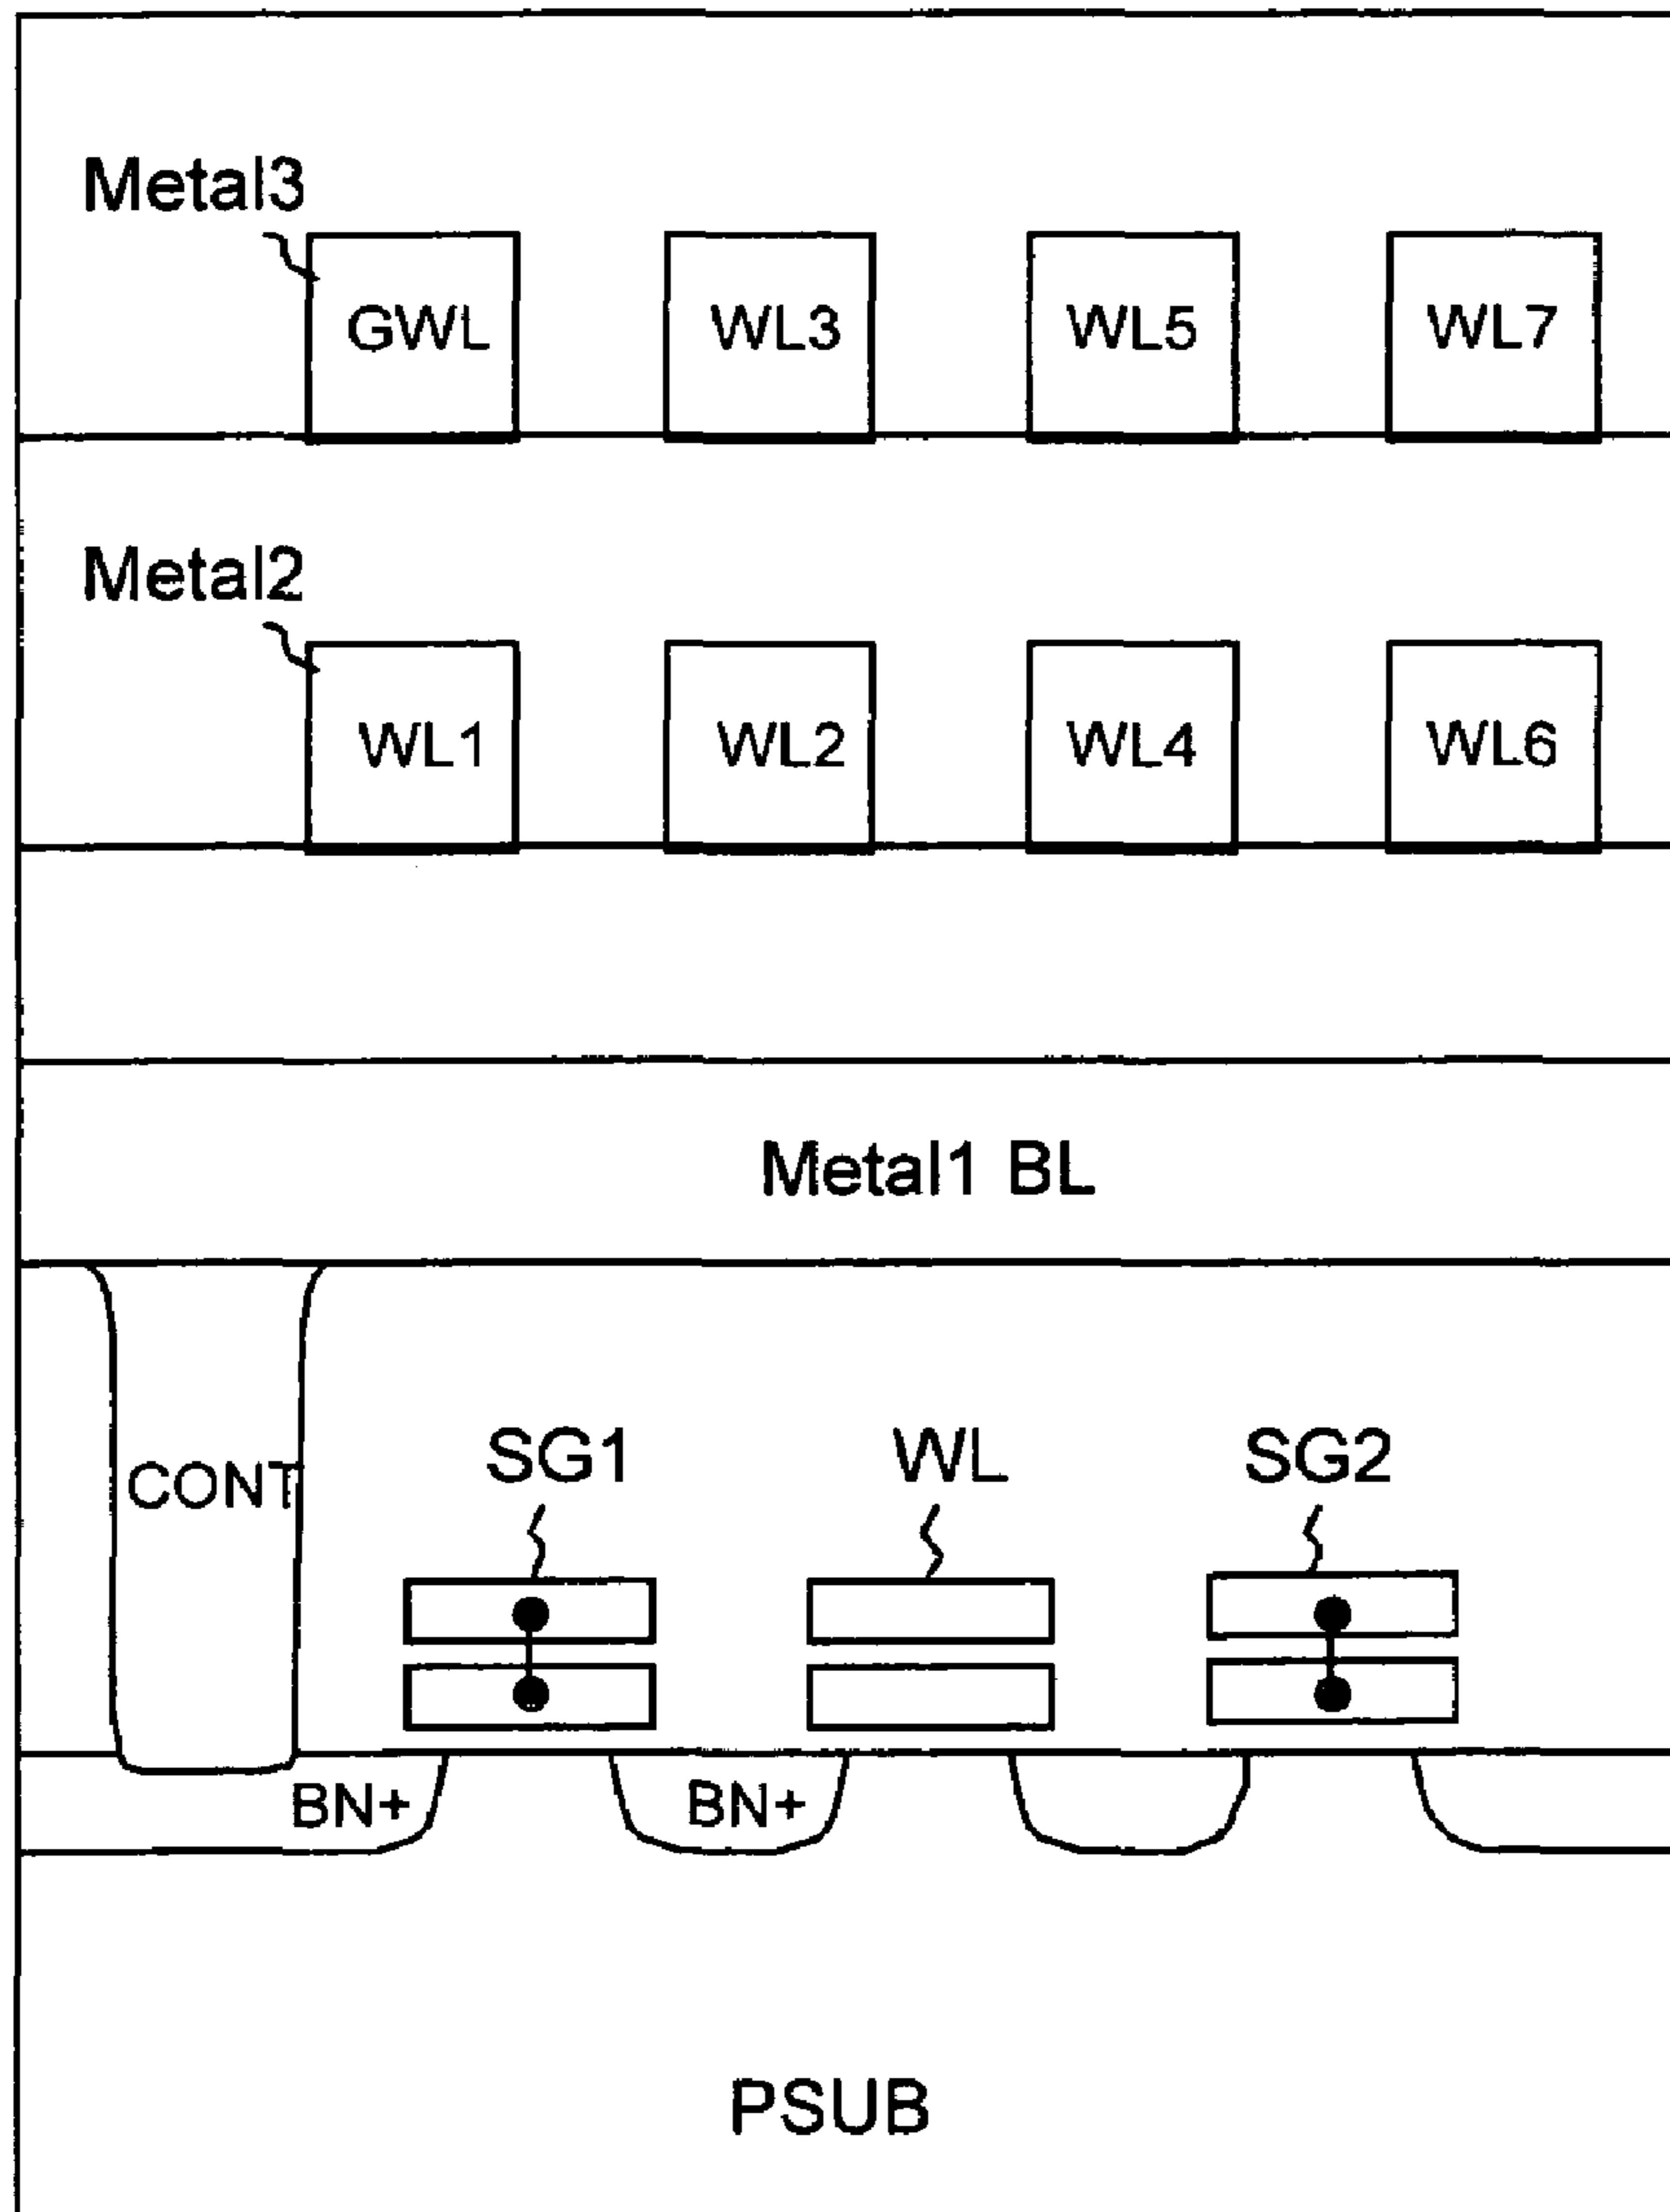 Metal3
GWL WL3 WL5 WL7
Metal2
WL1 WL2 WL4 WL6
Metal1 BL
SG1 WL SG2
CONT
BN+ BN+
PSUB